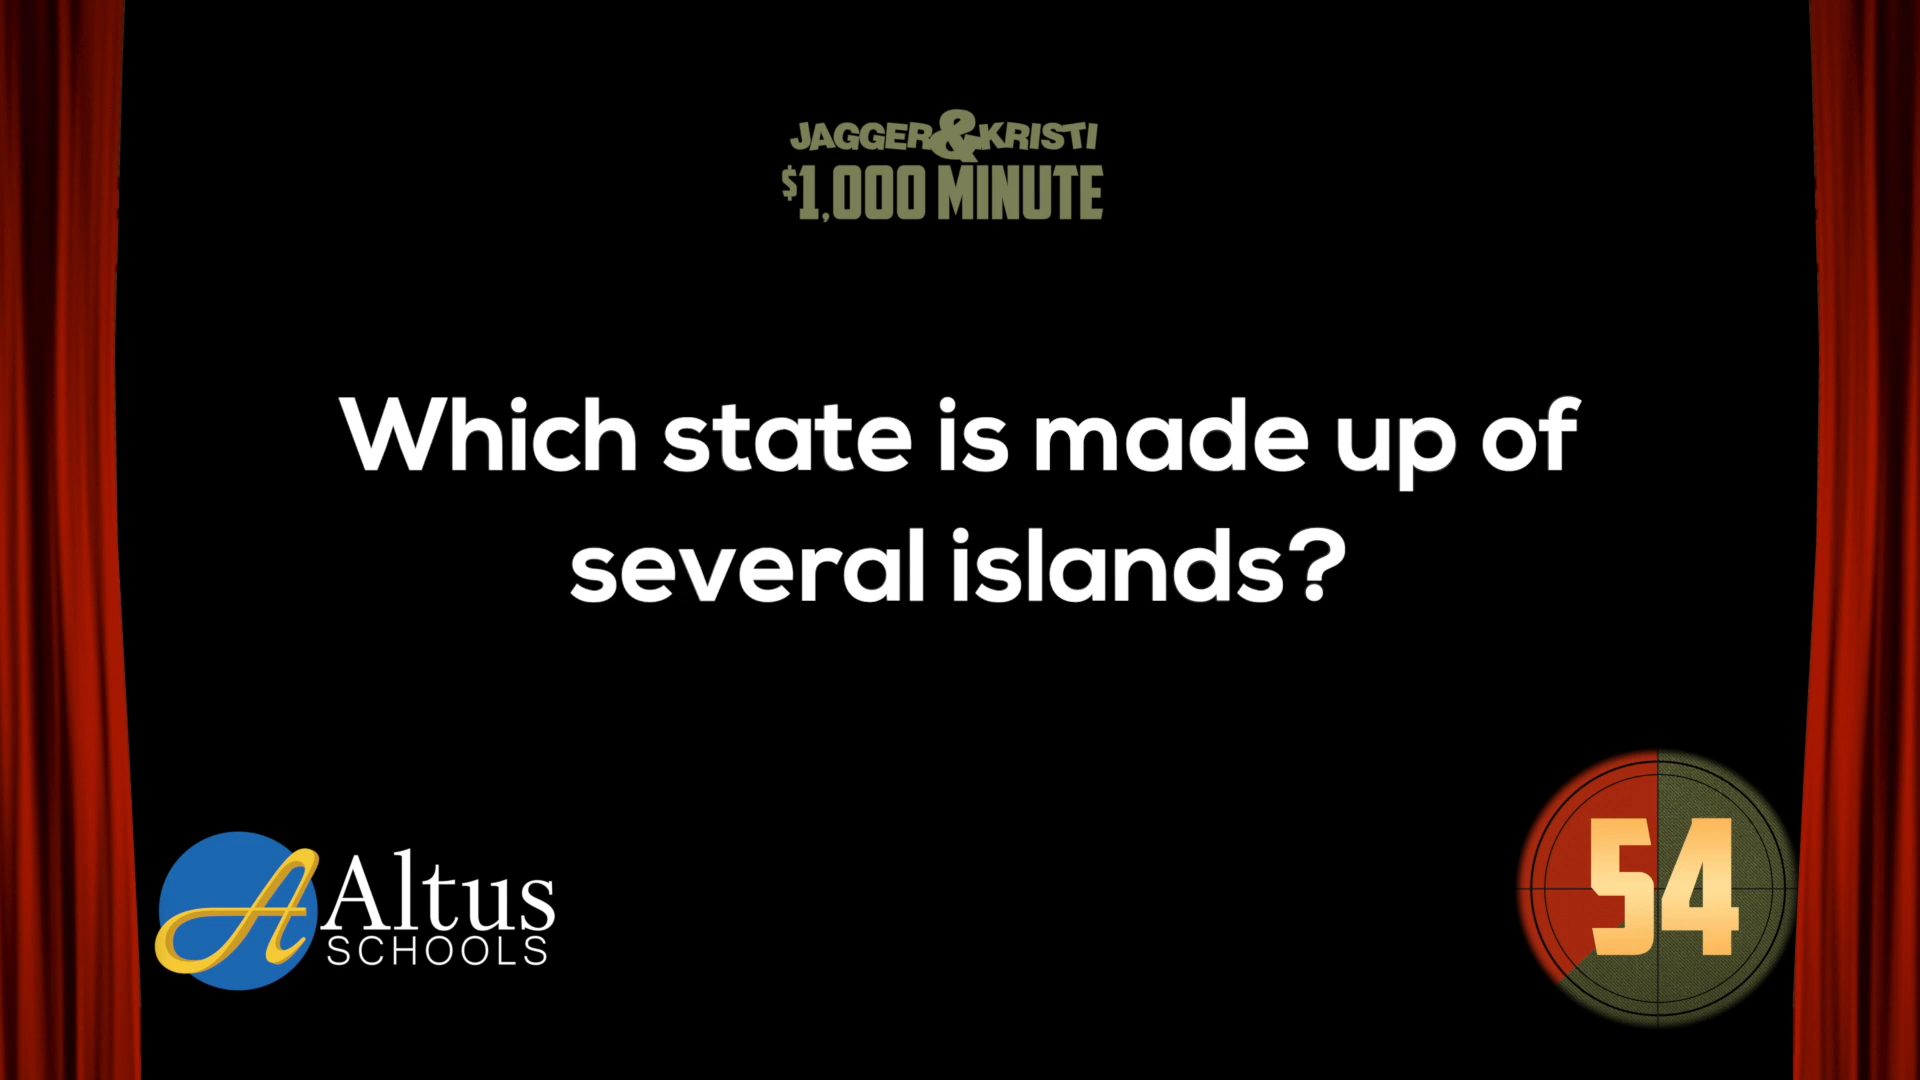 JAGGER&KRISTI
$1,000 MINUTE
Which state is made up of
several islands?
A Altus
SCHOOLS
54